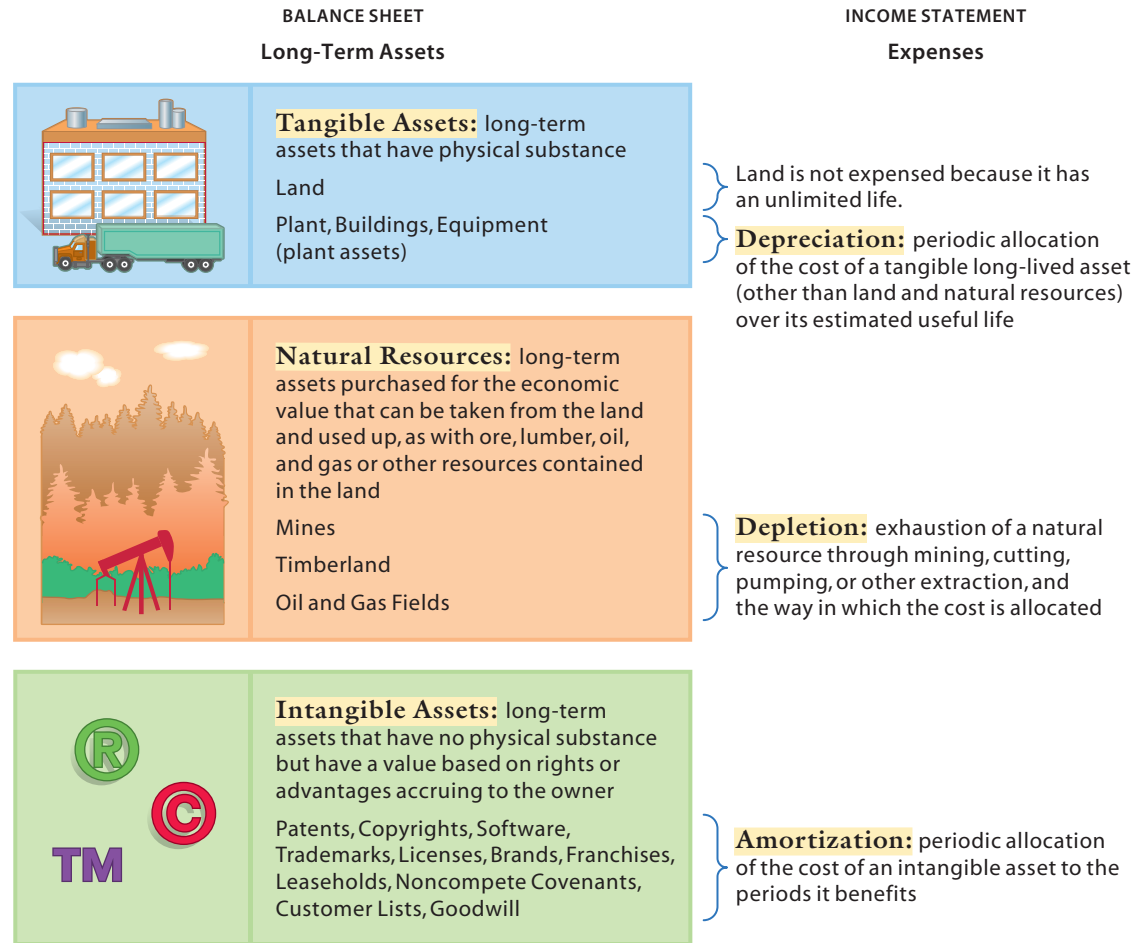 BALANCE SHEET
Long-Term Assets
INCOME STATEMENT
Expenses
Tangible Assets: long-term
assets that have physical substance
Land
Plant, Buildings, Equipment
(plant assets)
Land is not expensed because it has
an unlimited life.
Depreciation: periodic allocation
of the cost of a tangible long-lived asset
(other than land and natural resources)
over its estimated useful life
Natural Resources: long-term
assets purchased for the economic
value that can be taken from the land
and used up, as with ore, lumber, oil,
and gas or other resources contained
in the land
Mines
Timberland
Oil and Gas Fields
Depletion: exhaustion of a natural
resource through mining, cutting,
pumping, or other extraction, and
the way in which the cost is allocated
®
©
TM
Intangible Assets: long-term
assets that have no physical substance
but have a value based on rights or
advantages accruing to the owner
Patents, Copyrights, Software,
Trademarks, Licenses, Brands, Franchises,
Leaseholds, Noncompete Covenants,
Customer Lists, Goodwill
Amortization: periodic allocation
of the cost of an intangible asset to the
periods it benefits